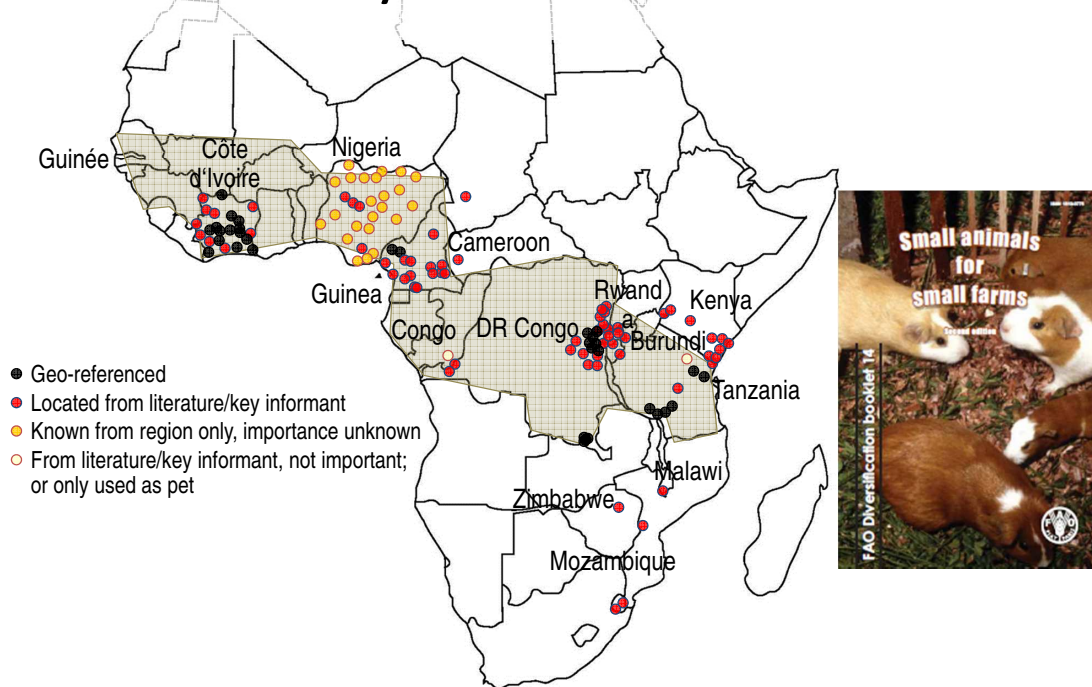 Guinée
Côte
d'Ivoire
Nigeria
Cameroon
Guinea
Congo
DR Congo
Rwand
a
Burundi
Kenya
Tanzania
Malawi
Zimbabwe
Mozambique
Geo-referenced
Located from literature/key informant
Known from region only, importance unknown
From literature/key informant, not important;
or only used as pet
Small animals
for
small farms
Second edition
FAO Diversification booklet 14